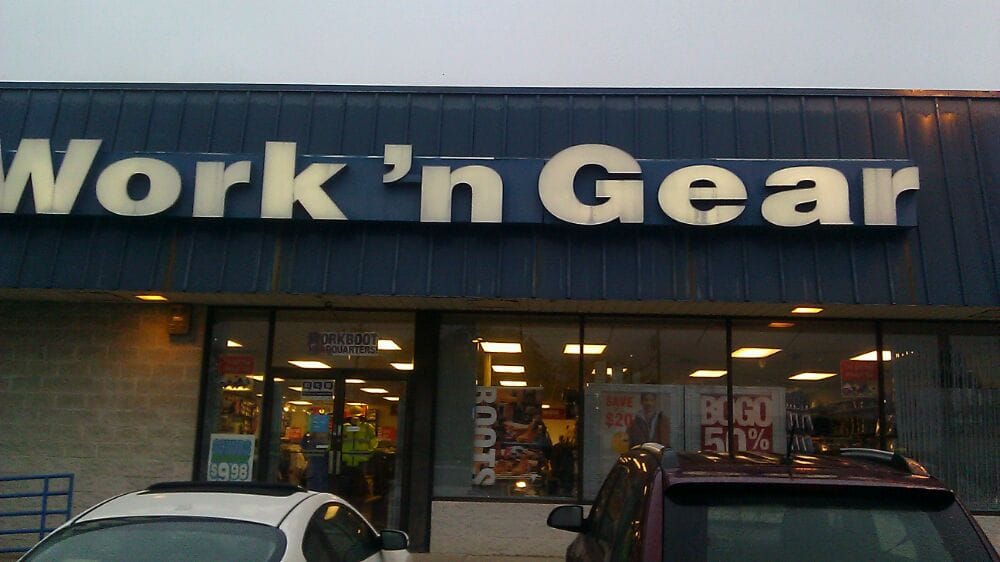 Work 'n Gear
WORKBOOT
HEADQUARTERS!
BOOTS
SAVE
$20
BOGO
50%
$9.98